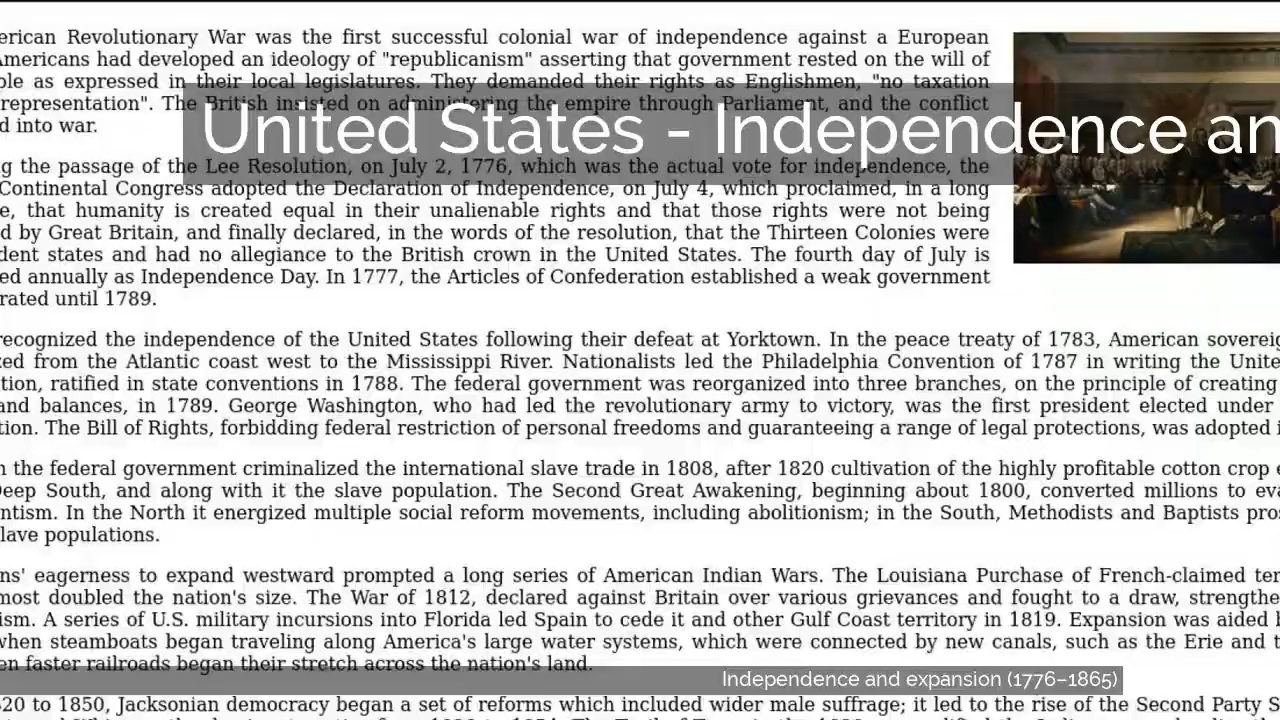 erican Revolutionary War was the first successful colonial war of independence against a European
Americans had developed an ideology of "republicanism" asserting that government rested on the will of
ple as expressed in their local legislatures. They demanded their rights as Englishmen, "no taxation
representation". The British insisted on administering the empire through Parliament, and the conflict
d into war.
United States - Independence an
g the passage of the Lee Resolution, on July 2, 1776, which was the actual vote for independence, the
Continental Congress adopted the Declaration of Independence, on July 4, which proclaimed, in a long
e, that humanity is created equal in their unalienable rights and that those rights were not being
d by Great Britain, and finally declared, in the words of the resolution, that the Thirteen Colonies were
dent states and had no allegiance to the British crown in the United States. The fourth day of July is
ed annually as Independence Day. In 1777, the Articles of Confederation established a weak government
rated until 1789.
recognized the independence of the United States following their defeat at Yorktown. In the peace treaty of 1783, American sovereig
zed from the Atlantic coast west to the Mississippi River. Nationalists led the Philadelphia Convention of 1787 in writing the Unite
tion, ratified in state conventions in 1788. The federal government was reorganized into three branches, on the principle of creating
and balances, in 1789. George Washington, who had led the revolutionary army to victory, was the first president elected under
tion. The Bill of Rights, forbidding federal restriction of personal freedoms and guaranteeing a range of legal protections, was adopted i
h the federal government criminalized the international slave trade in 1808, after 1820 cultivation of the highly profitable cotton crop e
Deep South, and along with it the slave population. The Second Great Awakening, beginning about 1800, converted millions to eva
ntism. In the North it energized multiple social reform movements, including abolitionism; in the South, Methodists and Baptists pros
lave populations.
ns' eagerness to expand westward prompted a long series of American Indian Wars. The Louisiana Purchase of French-claimed ter
most doubled the nation's size. The War of 1812, declared against Britain over various grievances and fought to a draw, strengthe
ism. A series of U.S. military incursions into Florida led Spain to cede it and other Gulf Coast territory in 1819. Expansion was aided b
when steamboats began traveling along America's large water systems, which were connected by new canals, such as the Erie and t
en faster railroads began their stretch across the nation's land.
Independence and expansion (1776–1865)
320 to 1850, Jacksonian democracy began a set of reforms which included wider male suffrage; it led to the rise of the Second Party S